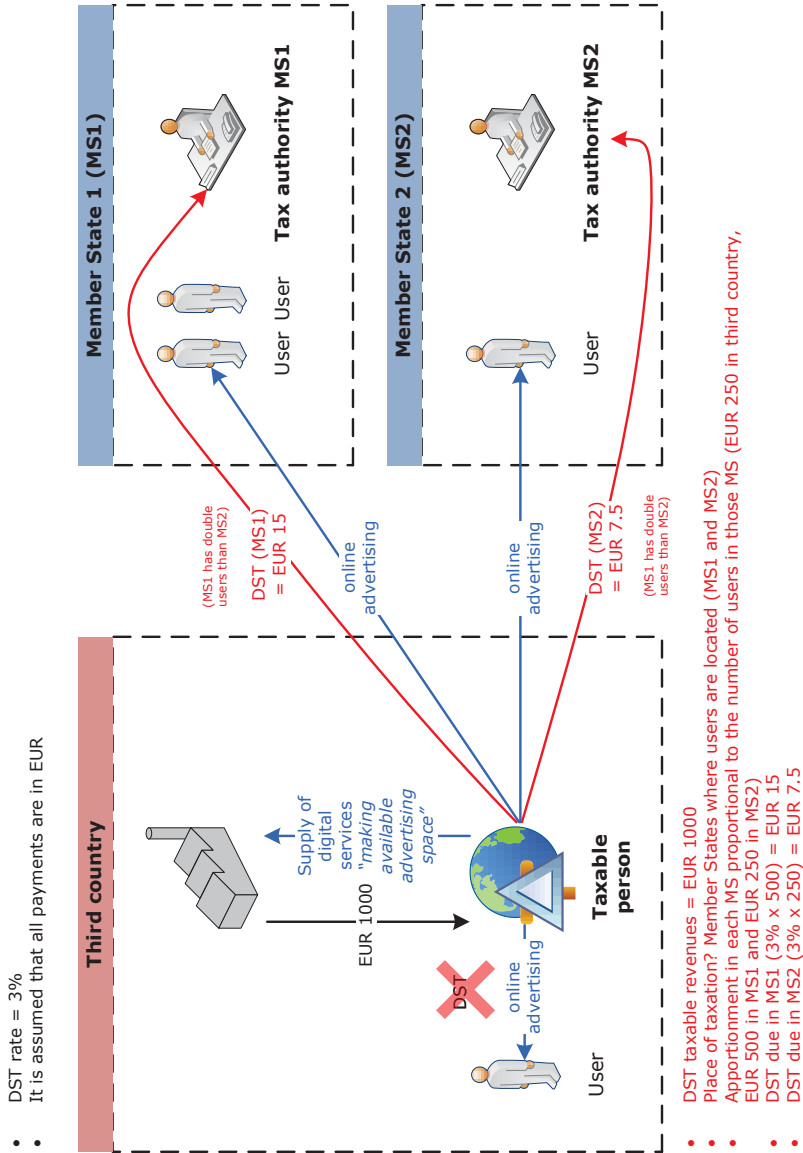 • DST rate = 3%
• It is assumed that all payments are in EUR
Third country
Member State 1 (MS1)
Member State 2 (MS2)
EUR 1000
Supply of
digital
services
"making
available
advertising
space"
DST
online
advertising
User
Taxable
person
(MS1 has double
users than MS2)
DST (MS1)
= EUR 15
online
advertising
online
advertising
DST (MS2)
= EUR 7.5
(MS1 has double
users than MS2)
User User
Tax authority MS1
User
Tax authority MS2
• DST taxable revenues = EUR 1000
• Place of taxation? Member States where users are located (MS1 and MS2)
• Apportionment in each MS proportional to the number of users in those MS (EUR 250 in third country,
EUR 500 in MS1 and EUR 250 in MS2)
• DST due in MS1 (3% x 500) = EUR 15
• DST due in MS2 (3% x 250) = EUR 7.5